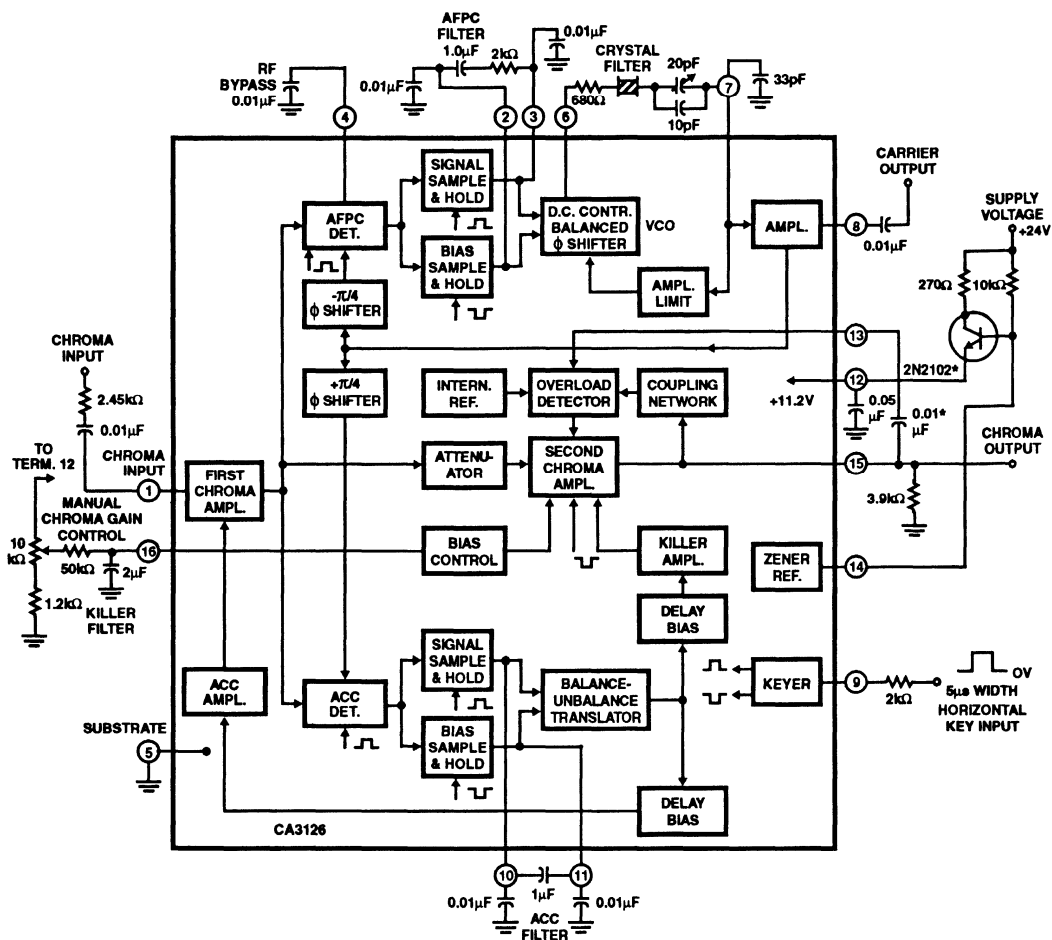 AFPC
FILTER
1.0μF
2kΩ
0.01μF
CRYSTAL
FILTER
20pF
RF
BYPASS
0.01μF
0.01μF
680Ω
10pF
33pF
4
2
3
6
7
SIGNAL
SAMPLE
& HOLD
AFPC
DET.
BIAS
SAMPLE
& HOLD
D.C. CONTR.
BALANCED
ϕ SHIFTER
VCO
AMPL.
8
CARRIER
OUTPUT
0.01μF
SUPPLY
VOLTAGE
+24V
-π/4
ϕ SHIFTER
AMPL.
LIMIT
270Ω
10kΩ
CHROMA
INPUT
2.45kΩ
0.01μF
+π/4
ϕ SHIFTER
INTERN.
REF.
OVERLOAD
DETECTOR
COUPLING
NETWORK
13
12
2N2102*
+11.2V
0.05
μF
0.01*
μF
TO
TERM. 12
CHROMA
INPUT
1
FIRST
CHROMA
AMPL.
ATTENU-
ATOR
SECOND
CHROMA
AMPL.
15
CHROMA
OUTPUT
3.9kΩ
MANUAL
CHROMA GAIN
CONTROL
10
kΩ
50kΩ
2μF
16
1.2kΩ
KILLER
FILTER
BIAS
CONTROL
KILLER
AMPL.
ZENER
REF.
14
DELAY
BIAS
ACC
AMPL.
ACC
DET.
SIGNAL
SAMPLE
& HOLD
BIAS
SAMPLE
& HOLD
BALANCE-
UNBALANCE
TRANSLATOR
KEYER
9
2kΩ
0V
5μs WIDTH
HORIZONTAL
KEY INPUT
SUBSTRATE
5
DELAY
BIAS
CA3126
10
11
1μF
0.01μF
0.01μF
ACC
FILTER